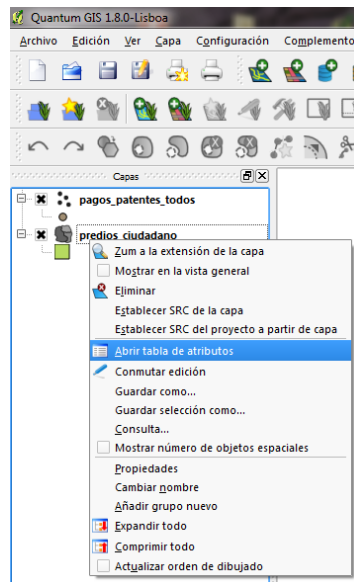 Quantum GIS 1.8.0-Lisboa
Archivo Edición Ver Capa Configuración Complemento
Capas
pagos_patentes_todos
predios_ciudadano
Zum a la extensión de la capa
Mostrar en la vista general
Eliminar
Establecer SRC de la capa
Establecer SRC del proyecto a partir de capa
Abrir tabla de atributos
Conmutar edición
Guardar como...
Guardar selección como...
Consulta...
Mostrar número de objetos espaciales
Propiedades
Cambiar nombre
Añadir grupo nuevo
Expandir todo
Comprimir todo
Actualizar orden de dibujado